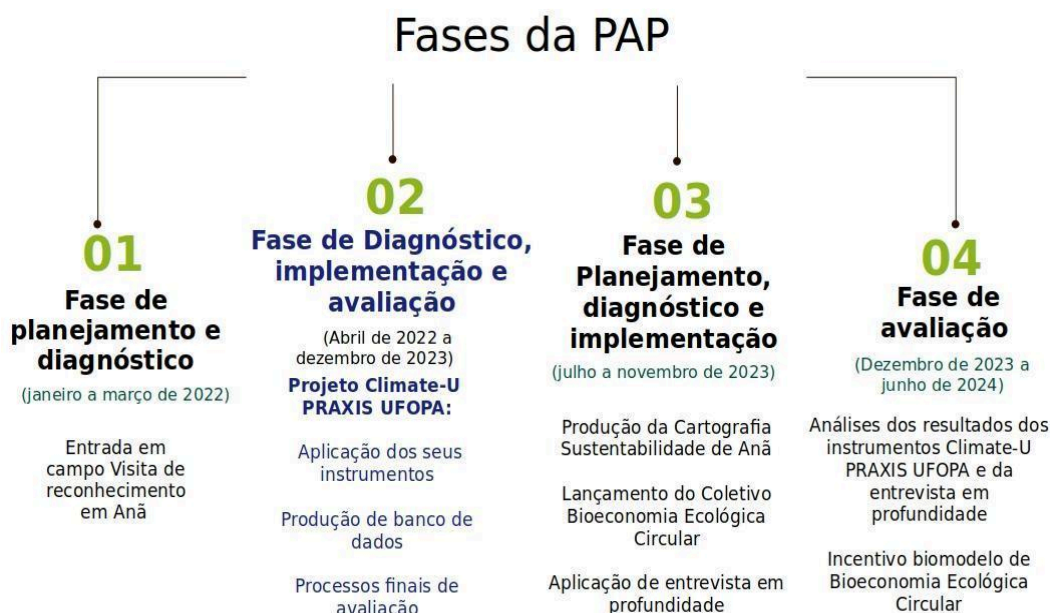 Fases da PAP
01
Fase de
planejamento e
diagnóstico
(janeiro a março de 2022)
Entrada em
campo Visita de
reconhecimento
em Anã
02
Fase de Diagnóstico,
implementação e
avaliação
(Abril de 2022 a
dezembro de 2023)
Projeto Climate-U
PRAXIS UFOPA:
Aplicação dos seus
instrumentos
Produção de banco de
dados
Processos finais de
avaliação
03
Fase de
Planejamento,
diagnóstico e
implementação
(julho a novembro de 2023)
Produção da Cartografia
Sustentabilidade de Anã
Lançamento do Coletivo
Bioeconomia Ecológica
Circular
Aplicação de entrevista em
profundidade
04
Fase de
avaliação
(Dezembro de 2023 a
junho de 2024)
Análises dos resultados dos
instrumentos Climate-U
PRAXIS UFOPA e da
entrevista em
profundidade
Incentivo biomodelo de
Bioeconomia Ecológica
Circular